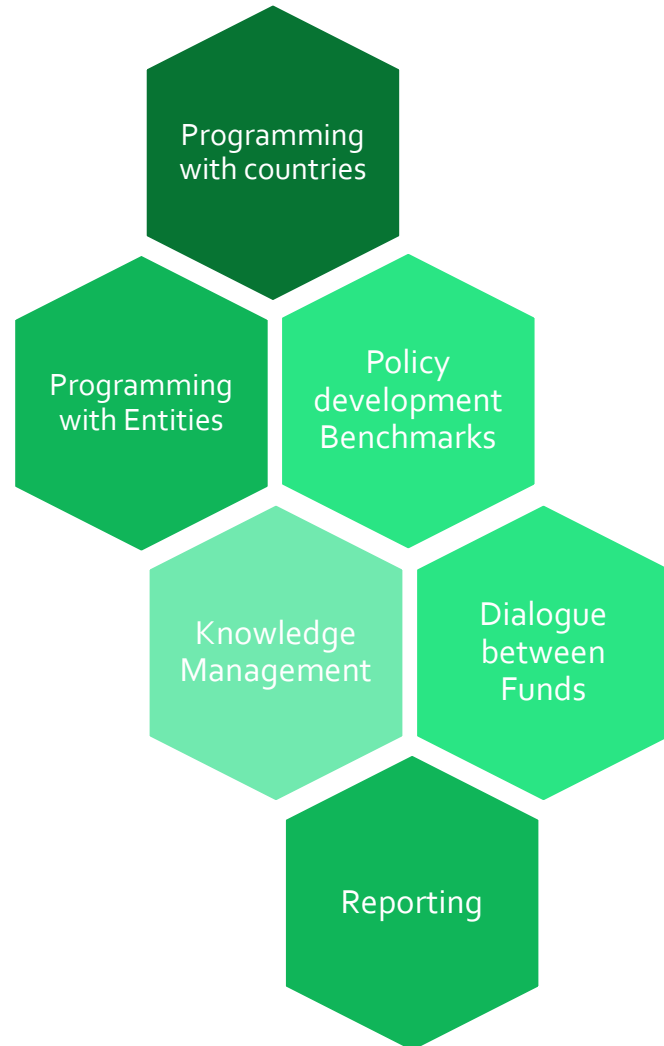 Programming
with countries
Programming
with Entities
Policy
development
Benchmarks
Knowledge
Management
Dialogue
between
Funds
Reporting